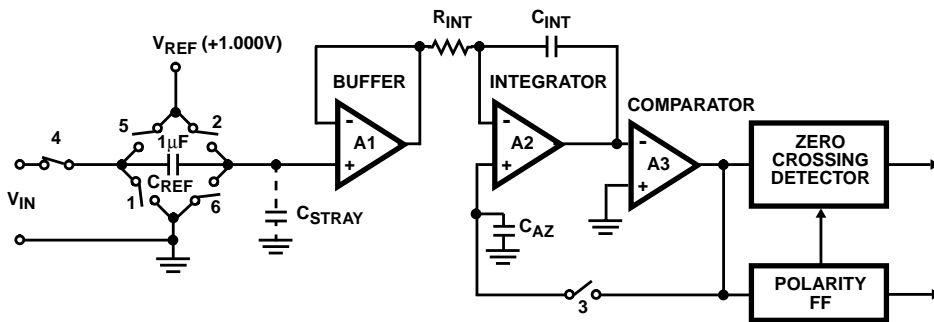 V_REF (+1.000V)
R_INT
C_INT
BUFFER
INTEGRATOR
COMPARATOR
4
5
2
1µF
C_REF
1
6
V_IN
C_STRAY
-
A1
+
-
A2
+
C_AZ
-
A3
+
3
ZERO
CROSSING
DETECTOR
POLARITY
FF